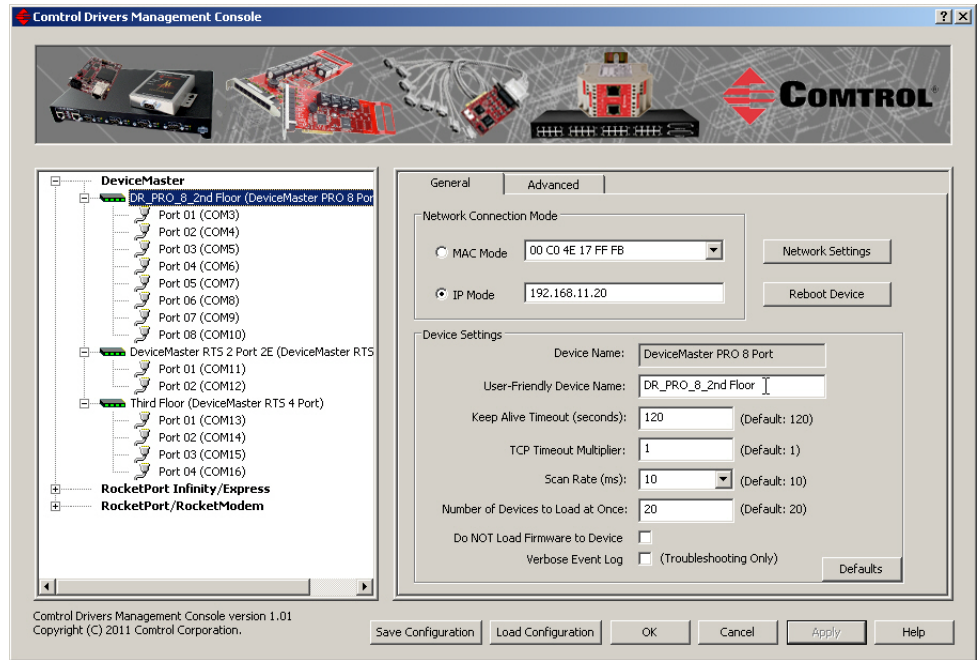 Comtrol Drivers Management Console
COMTROL
DeviceMaster
DR_PRO_8_2nd Floor (DeviceMaster PRO 8 Por
Port 01 (COM3)
Port 02 (COM4)
Port 03 (COM5)
Port 04 (COM6)
Port 05 (COM7)
Port 06 (COM8)
Port 07 (COM9)
Port 08 (COM10)
DeviceMaster RTS 2 Port 2E (DeviceMaster RTS
Port 01 (COM11)
Port 02 (COM12)
Third Floor (DeviceMaster RTS 4 Port)
Port 01 (COM13)
Port 02 (COM14)
Port 03 (COM15)
Port 04 (COM16)
RocketPort Infinity/Express
RocketPort/RocketModem
General Advanced
Network Connection Mode
MAC Mode 00 C0 4E 17 FF FB
Network Settings
IP Mode 192.168.11.20
Reboot Device
Device Settings
Device Name: DeviceMaster PRO 8 Port
User-Friendly Device Name: DR_PRO_8_2nd Floor
Keep Alive Timeout (seconds): 120 (Default: 120)
TCP Timeout Multiplier: 1 (Default: 1)
Scan Rate (ms): 10 (Default: 10)
Number of Devices to Load at Once: 20 (Default: 20)
Do NOT Load Firmware to Device
Verbose Event Log (Troubleshooting Only)
Defaults
Comtrol Drivers Management Console version 1.01
Copyright (C) 2011 Comtrol Corporation.
Save Configuration Load Configuration OK Cancel Apply Help